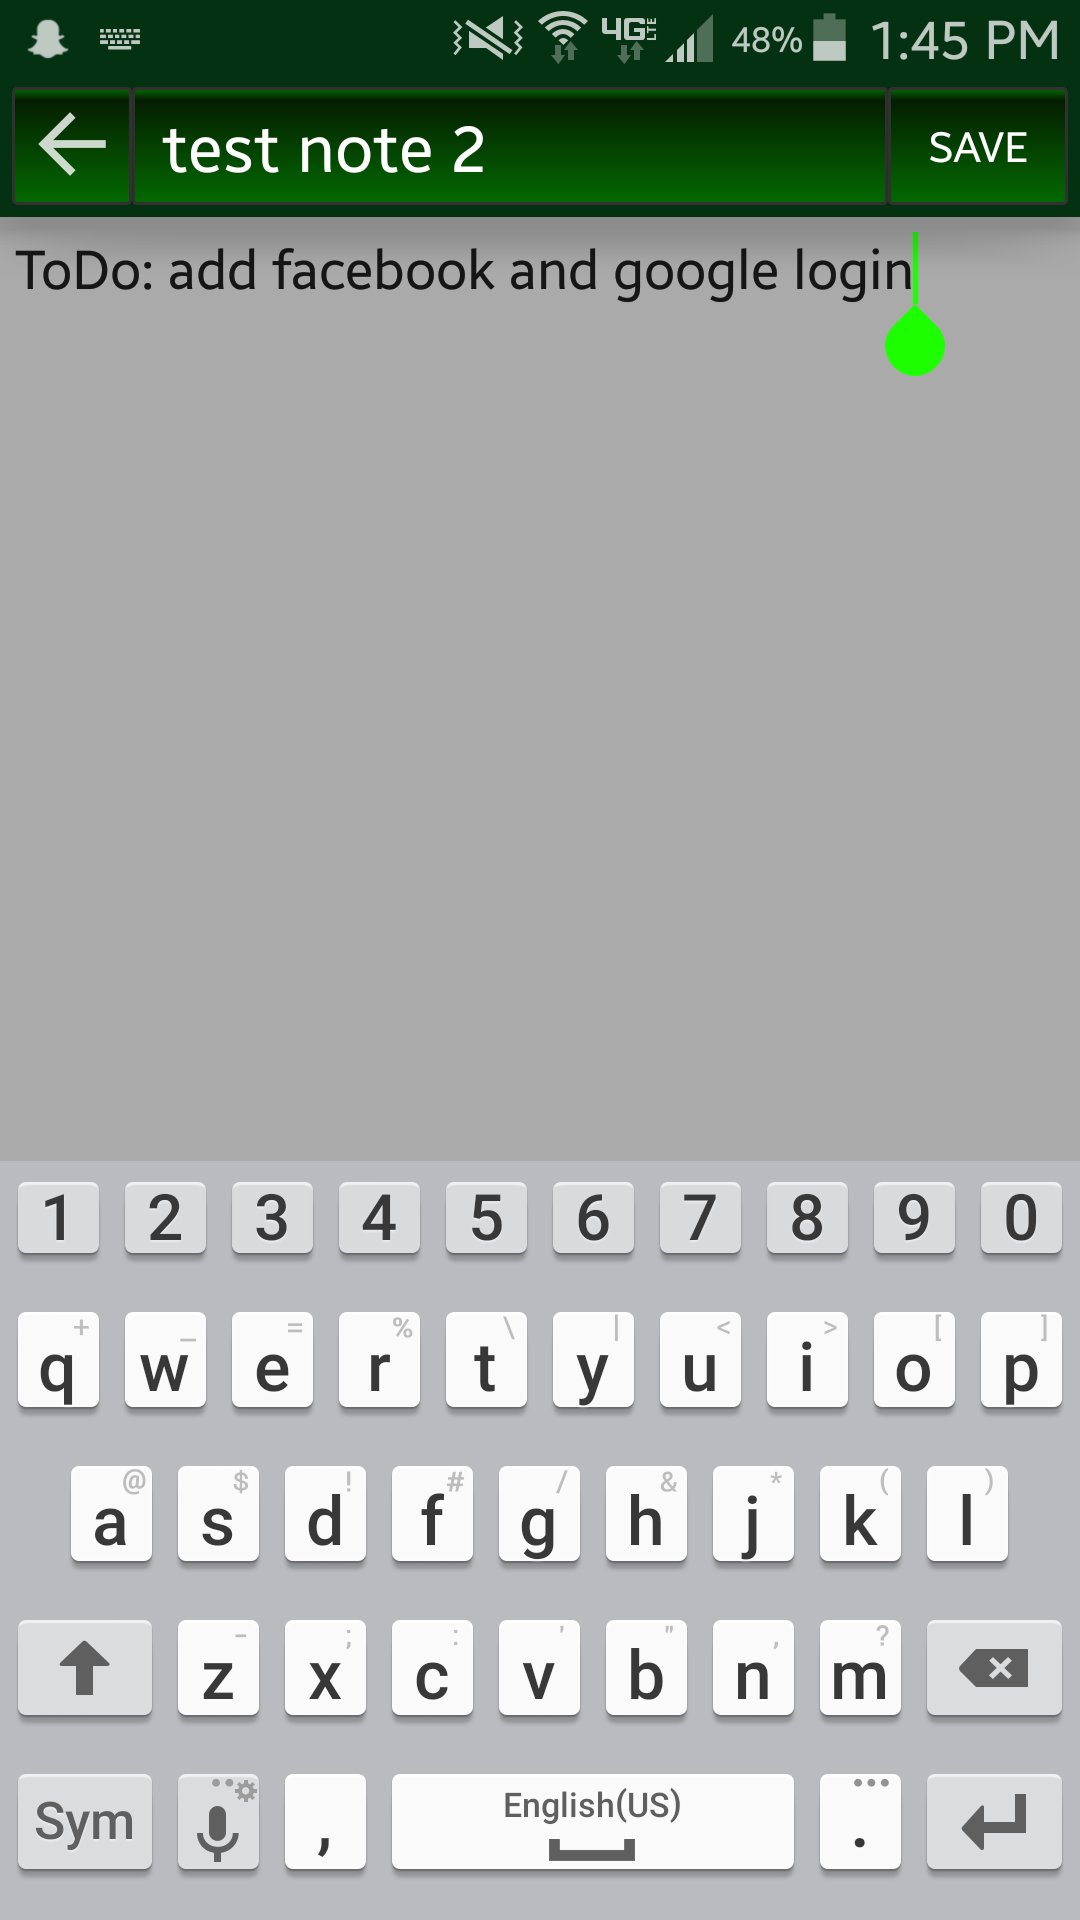 4G LTE 48% 1:45 PM
test note 2 SAVE
ToDo: add facebook and google login
1 2 3 4 5 6 7 8 9 0
+ _ = % \ | < > [ ]
q w e r t y u i o p
@ $ ! # / & * ( )
a s d f g h j k l
- ; : ' " , ?
z x c v b n m
Sym , English(US) .